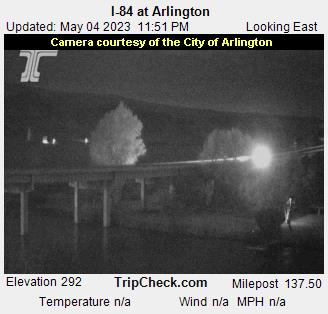 I-84 at Arlington
Updated: May 04 2023 11:51 PM Looking East
Camera courtesy of the City of Arlington
Elevation 292 TripCheck.com Milepost 137.50
Temperature n/a Wind n/a MPH n/a